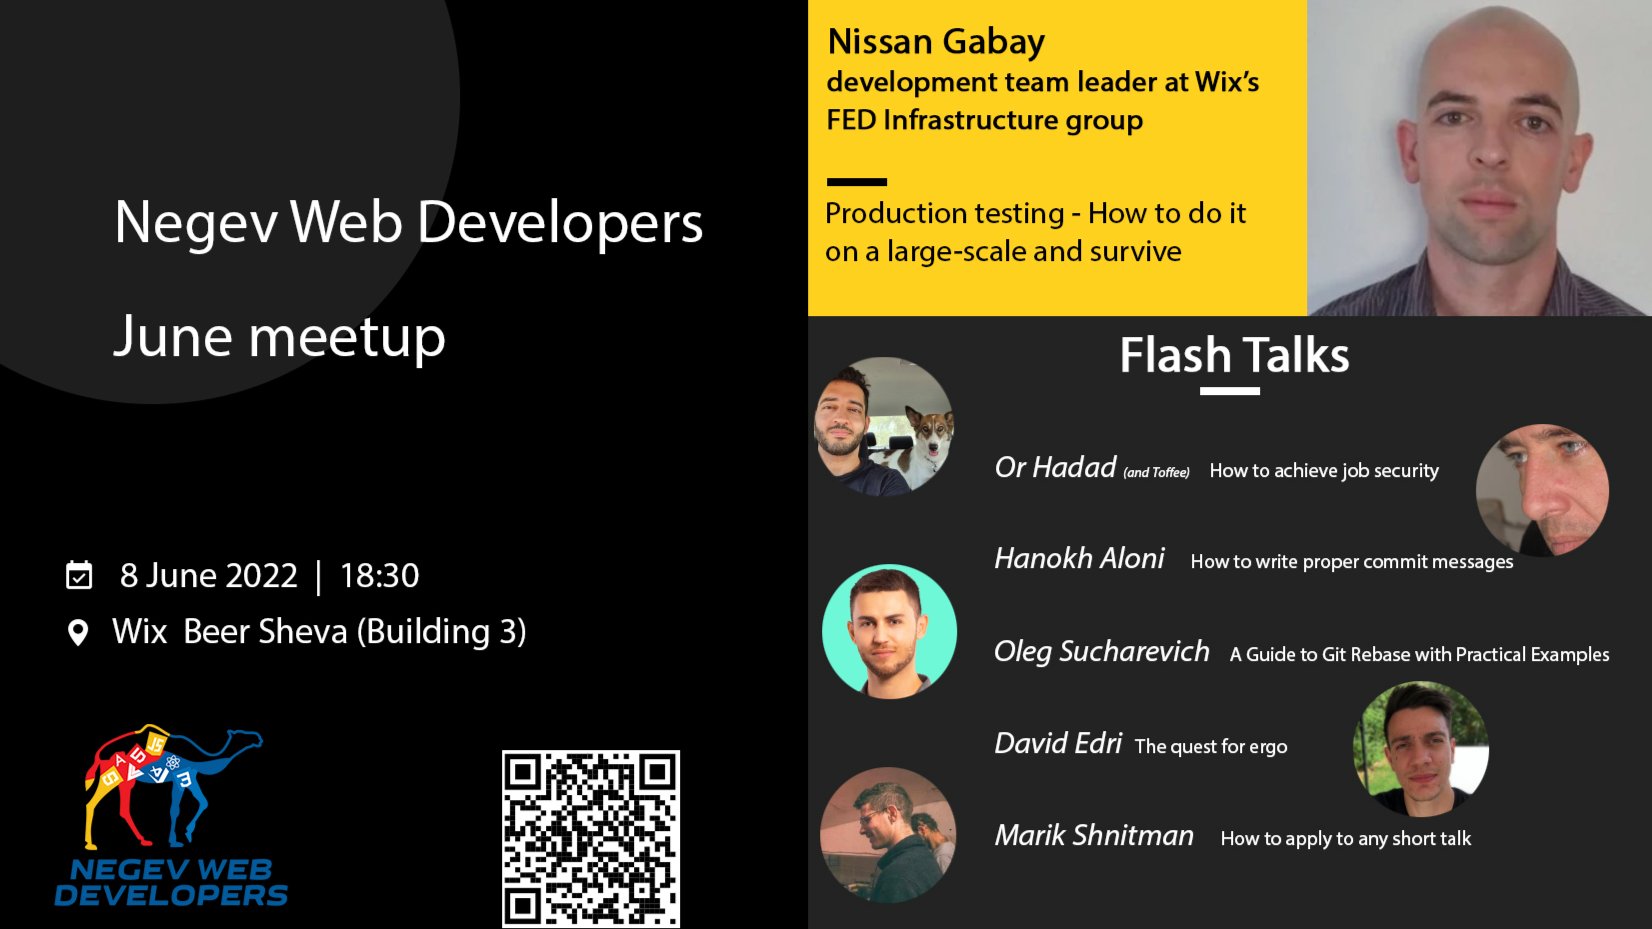 Negev Web Developers
June meetup
8 June 2022 | 18:30
Wix Beer Sheva (Building 3)
NEGEV WEB
DEVELOPERS
Nissan Gabay
development team leader at Wix’s
FED Infrastructure group
Production testing - How to do it
on a large-scale and survive
Flash Talks
Or Hadad (and Toffee) How to achieve job security
Hanokh Aloni How to write proper commit messages
Oleg Sucharevich A Guide to Git Rebase with Practical Examples
David Edri The quest for ergo
Marik Shnitman How to apply to any short talk